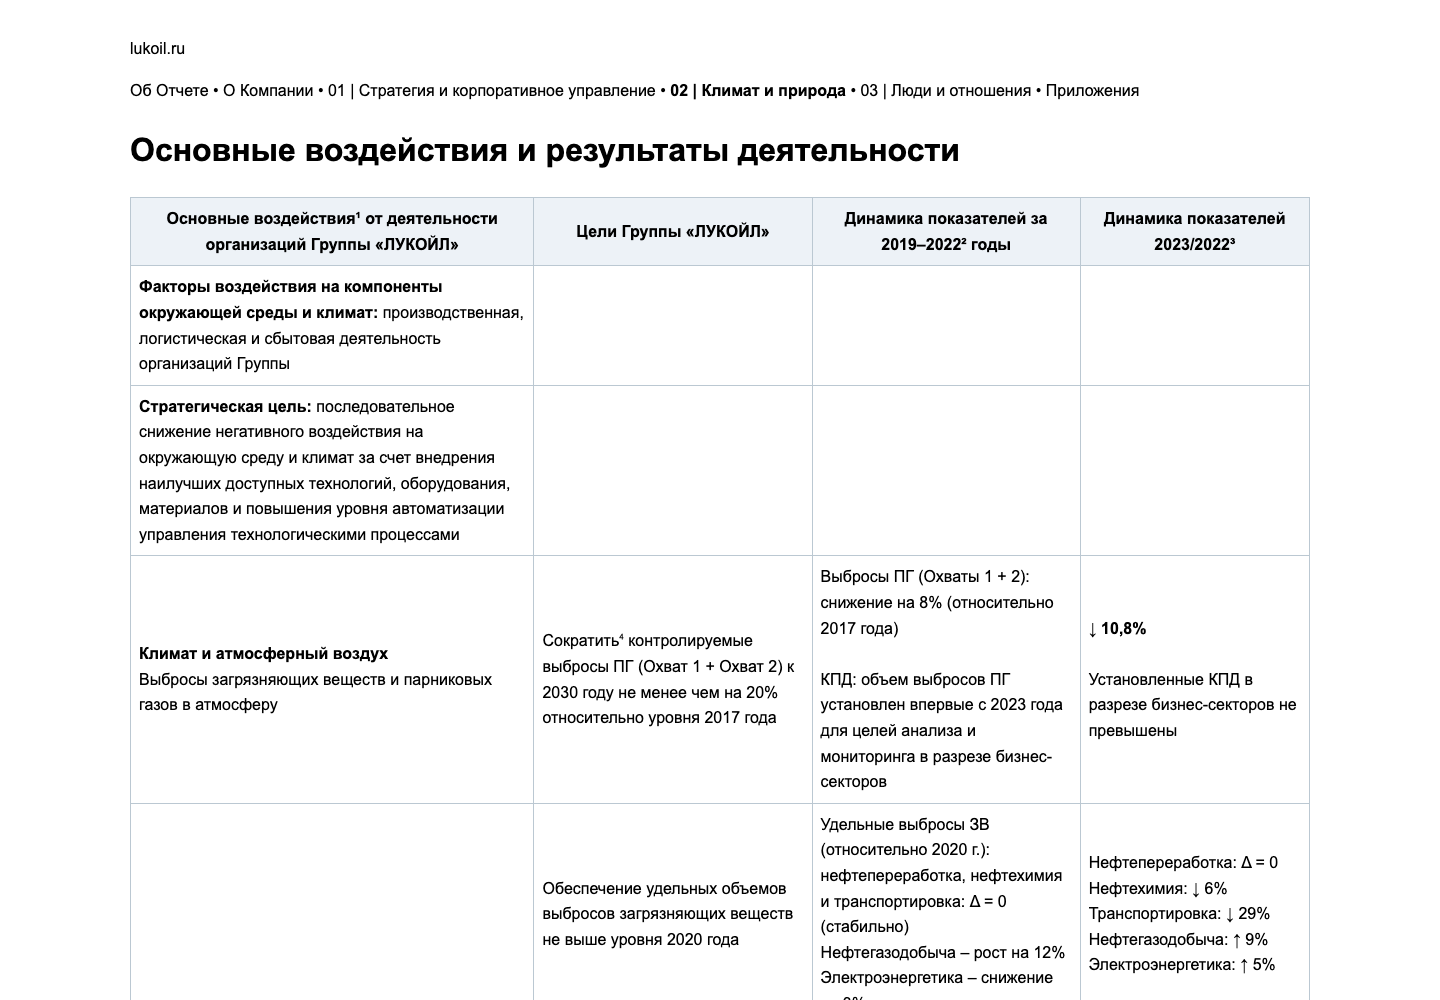 lukoil.ru
Об Отчете • О Компании • 01 | Стратегия и корпоративное управление • 02 | Климат и природа • 03 | Люди и отношения • Приложения
Основные воздействия и результаты деятельности
Основные воздействия¹ от деятельности
организаций Группы «ЛУКОЙЛ»
Цели Группы «ЛУКОЙЛ»
Динамика показателей за
2019–2022² годы
Динамика показателей
2023/2022³
Факторы воздействия на компоненты
окружающей среды и климат: производственная,
логистическая и сбытовая деятельность
организаций Группы
Стратегическая цель: последовательное
снижение негативного воздействия на
окружающую среду и климат за счет внедрения
наилучших доступных технологий, оборудования,
материалов и повышения уровня автоматизации
управления технологическими процессами
Климат и атмосферный воздух
Выбросы загрязняющих веществ и парниковых
газов в атмосферу
Сократить⁴ контролируемые
выбросы ПГ (Охват 1 + Охват 2) к
2030 году не менее чем на 20%
относительно уровня 2017 года
Выбросы ПГ (Охваты 1 + 2):
снижение на 8% (относительно
2017 года)
КПД: объем выбросов ПГ
установлен впервые с 2023 года
для целей анализа и
мониторинга в разрезе бизнес-
секторов
↓ 10,8%
Установленные КПД в
разрезе бизнес-секторов не
превышены
Обеспечение удельных объемов
выбросов загрязняющих веществ
не выше уровня 2020 года
Удельные выбросы ЗВ
(относительно 2020 г.):
нефтепереработка, нефтехимия
и транспортировка: Δ = 0
(стабильно)
Нефтегазодобыча – рост на 12%
Электроэнергетика – снижение
Нефтепереработка: Δ = 0
Нефтехимия: ↓ 6%
Транспортировка: ↓ 29%
Нефтегазодобыча: ↑ 9%
Электроэнергетика: ↑ 5%